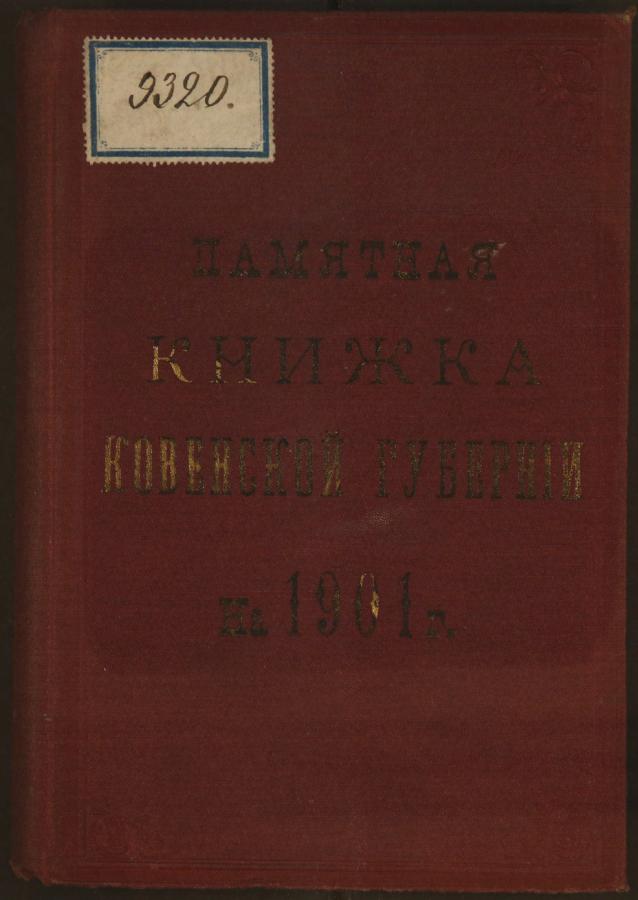 9320.
ПАМЯТНАЯ
КНИЖКА
КОВЕНСКОЙ ГУБЕРНІИ
на 1901 г.